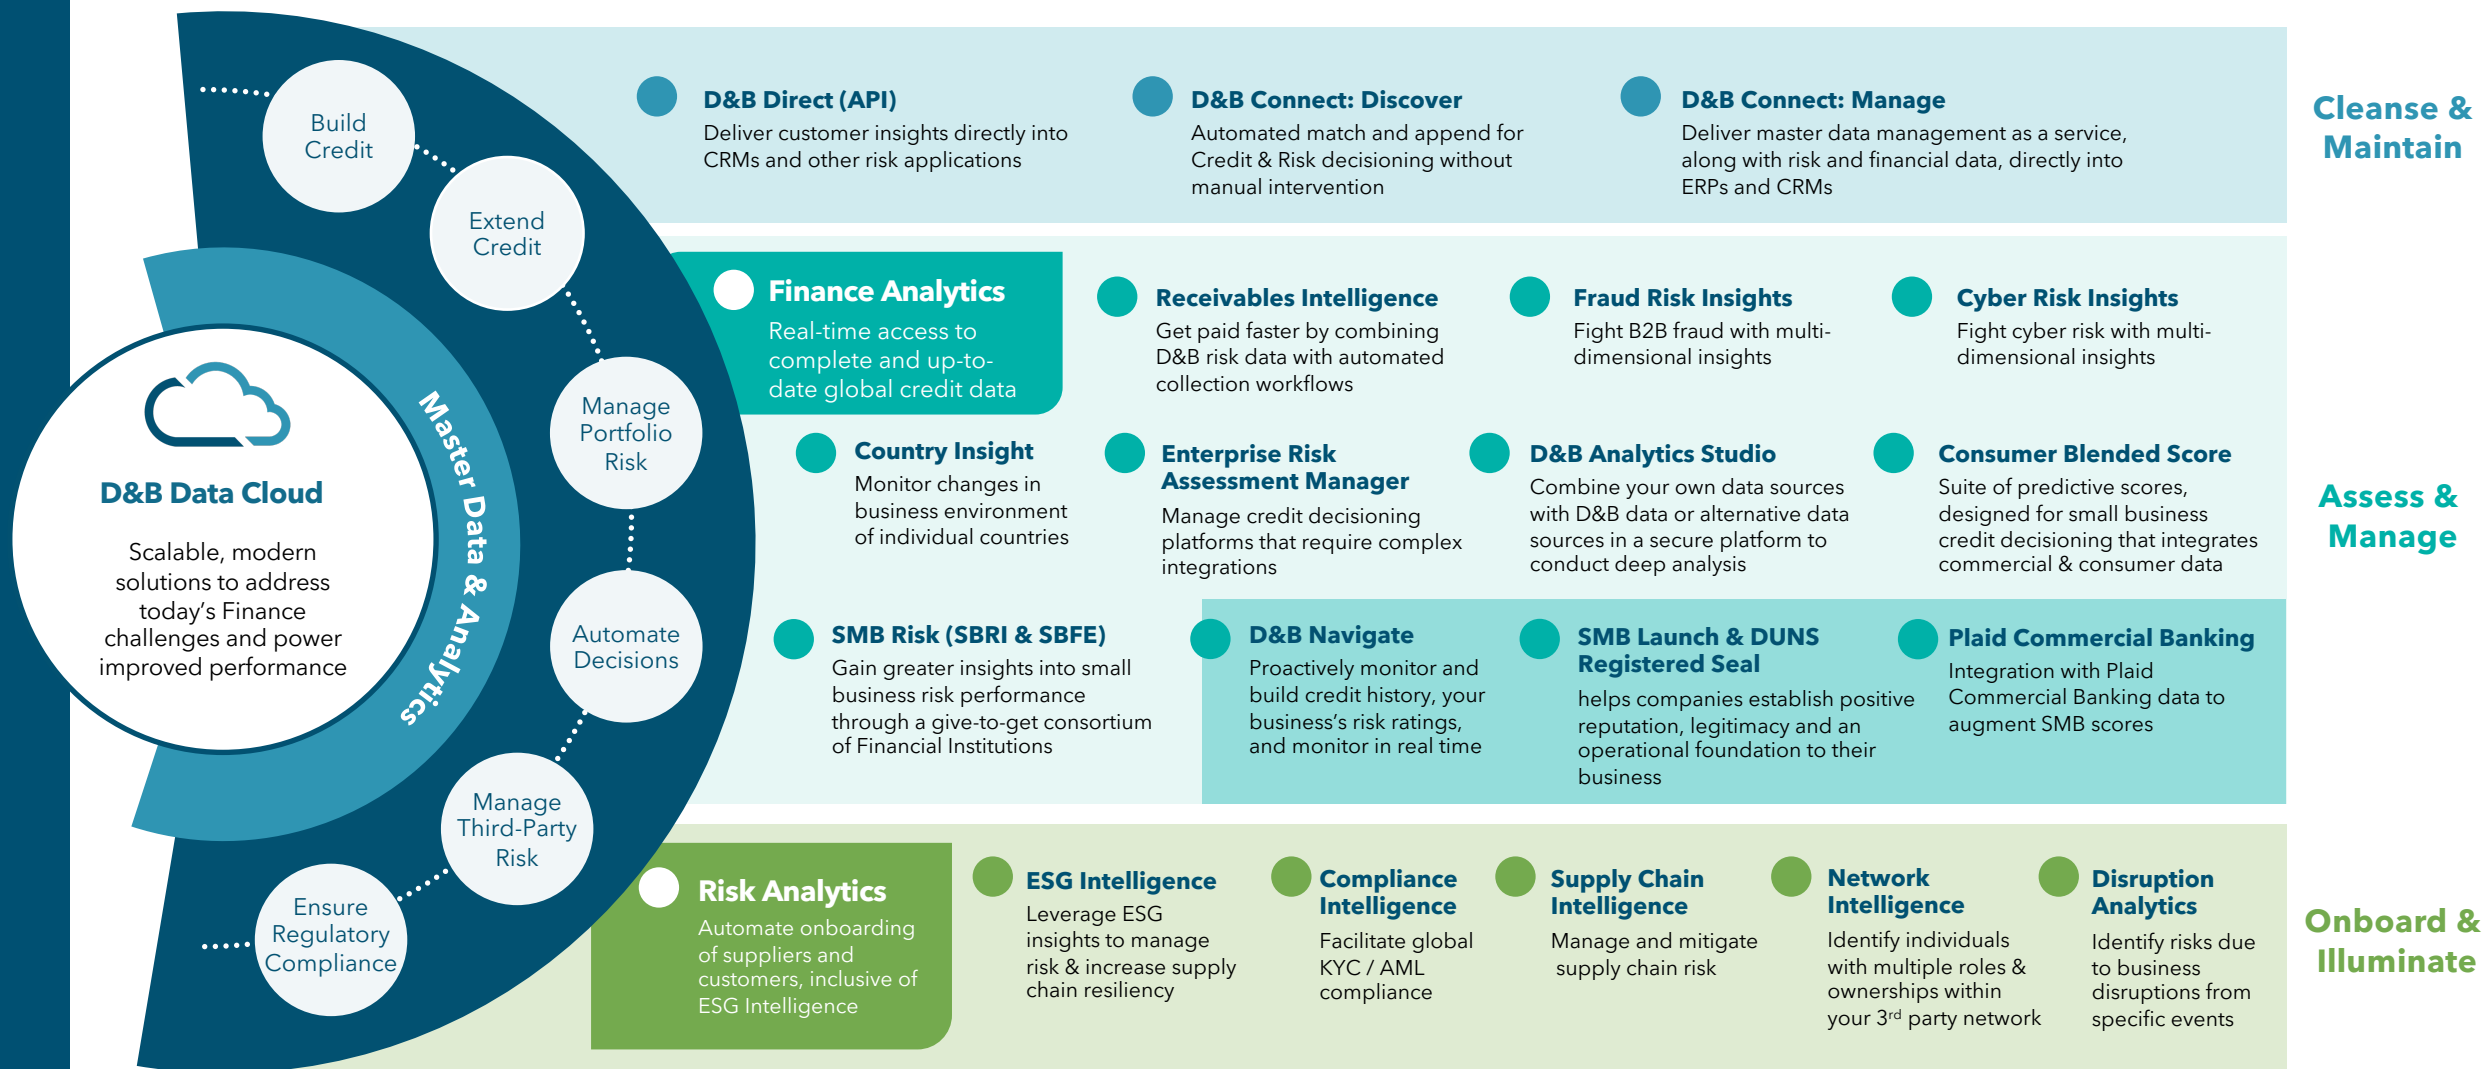 Build
Credit
Extend
Credit
Manage
Portfolio
Risk
Automate
Decisions
Manage
Third-Party
Risk
Ensure
Regulatory
Compliance
Master Data & Analytics
D&B Data Cloud
Scalable, modern
solutions to address
today's Finance
challenges and power
improved performance
D&B Direct (API)
Deliver customer insights directly into
CRMs and other risk applications
D&B Connect: Discover
Automated match and append for
Credit & Risk decisioning without
manual intervention
D&B Connect: Manage
Deliver master data management as a service,
along with risk and financial data, directly into
ERPs and CRMs
Cleanse &
Maintain
Finance Analytics
Real-time access to
complete and up-to-
date global credit data
Receivables Intelligence
Get paid faster by combining
D&B risk data with automated
collection workflows
Fraud Risk Insights
Fight B2B fraud with multi-
dimensional insights
Cyber Risk Insights
Fight cyber risk with multi-
dimensional insights
Country Insight
Monitor changes in
business environment
of individual countries
Enterprise Risk
Assessment Manager
Manage credit decisioning
platforms that require complex
integrations
D&B Analytics Studio
Combine your own data sources
with D&B data or alternative data
sources in a secure platform to
conduct deep analysis
Consumer Blended Score
Suite of predictive scores,
designed for small business
credit decisioning that integrates
commercial & consumer data
Assess &
Manage
SMB Risk (SBRI & SBFE)
Gain greater insights into small
business risk performance
through a give-to-get consortium
of Financial Institutions
D&B Navigate
Proactively monitor and
build credit history, your
business's risk ratings,
and monitor in real time
SMB Launch & DUNS
Registered Seal
helps companies establish positive
reputation, legitimacy and an
operational foundation to their
business
Plaid Commercial Banking
Integration with Plaid
Commercial Banking data to
augment SMB scores
Risk Analytics
Automate onboarding
of suppliers and
customers, inclusive of
ESG Intelligence
ESG Intelligence
Leverage ESG
insights to manage
risk & increase supply
chain resiliency
Compliance
Intelligence
Facilitate global
KYC / AML
compliance
Supply Chain
Intelligence
Manage and mitigate
supply chain risk
Network
Intelligence
Identify individuals
with multiple roles &
ownerships within
your 3rd party network
Disruption
Analytics
Identify risks due
to business
disruptions from
specific events
Onboard &
Illuminate